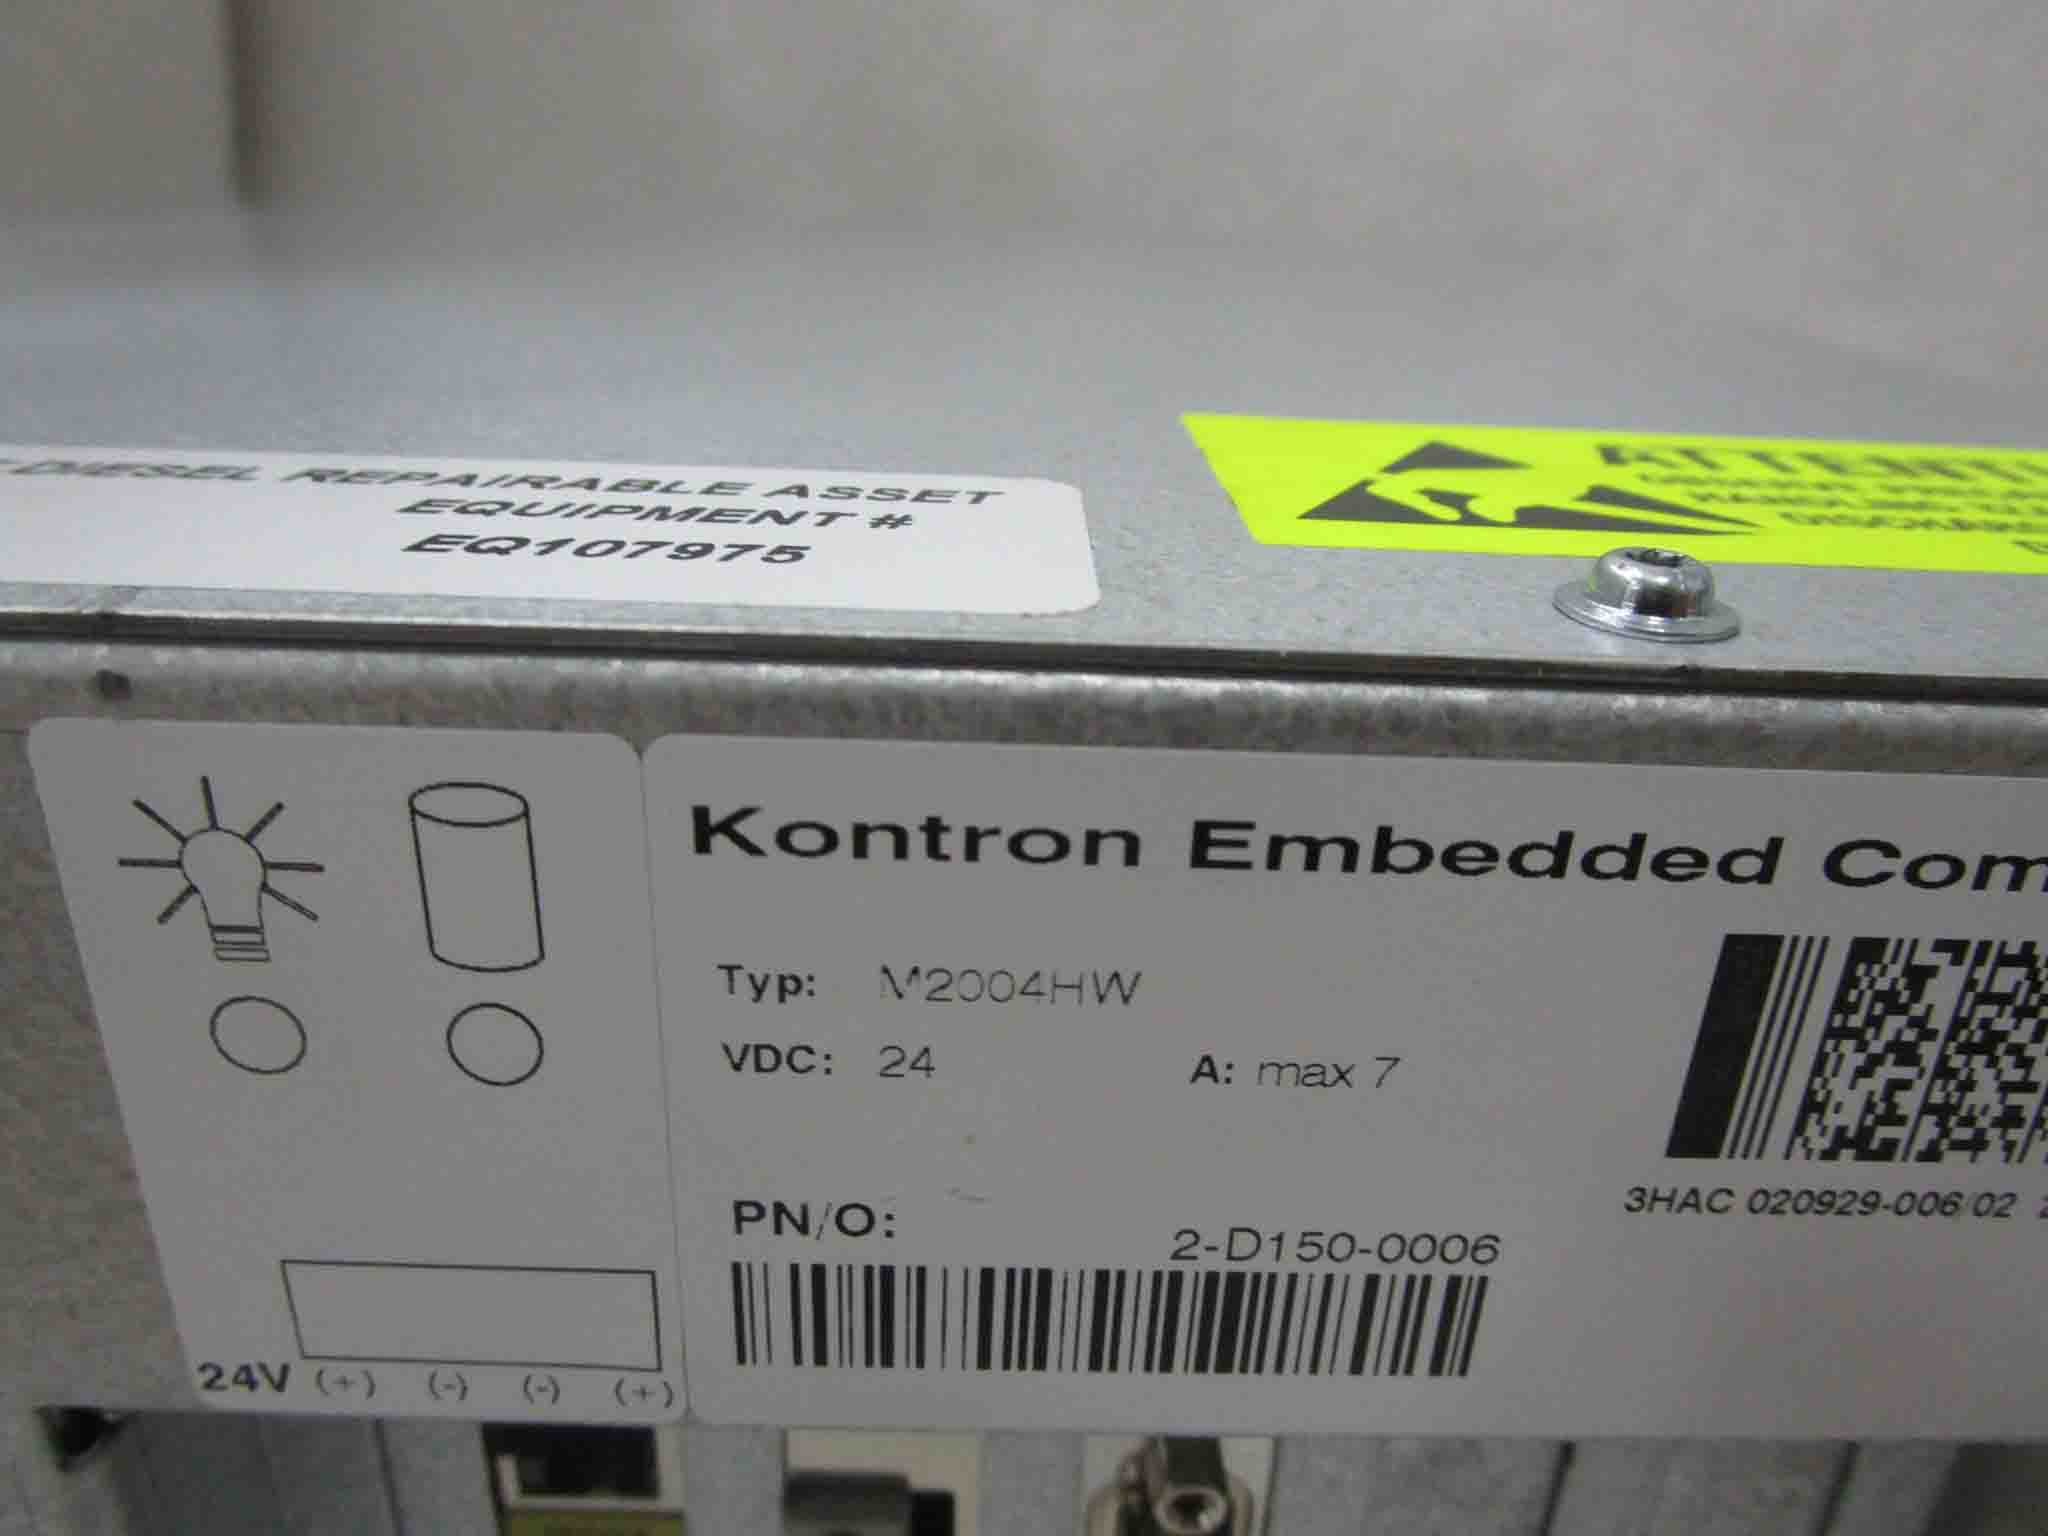 DIESEL REPAIRABLE ASSET
EQUIPMENT #
EQ107975
ATTENTI
Kontron Embedded Com
Typ: M2004HW
VDC: 24 A: max 7
3HAC 020929-006/02
PN/O:
2-D150-0006
24V (+) (-) (-) (+)